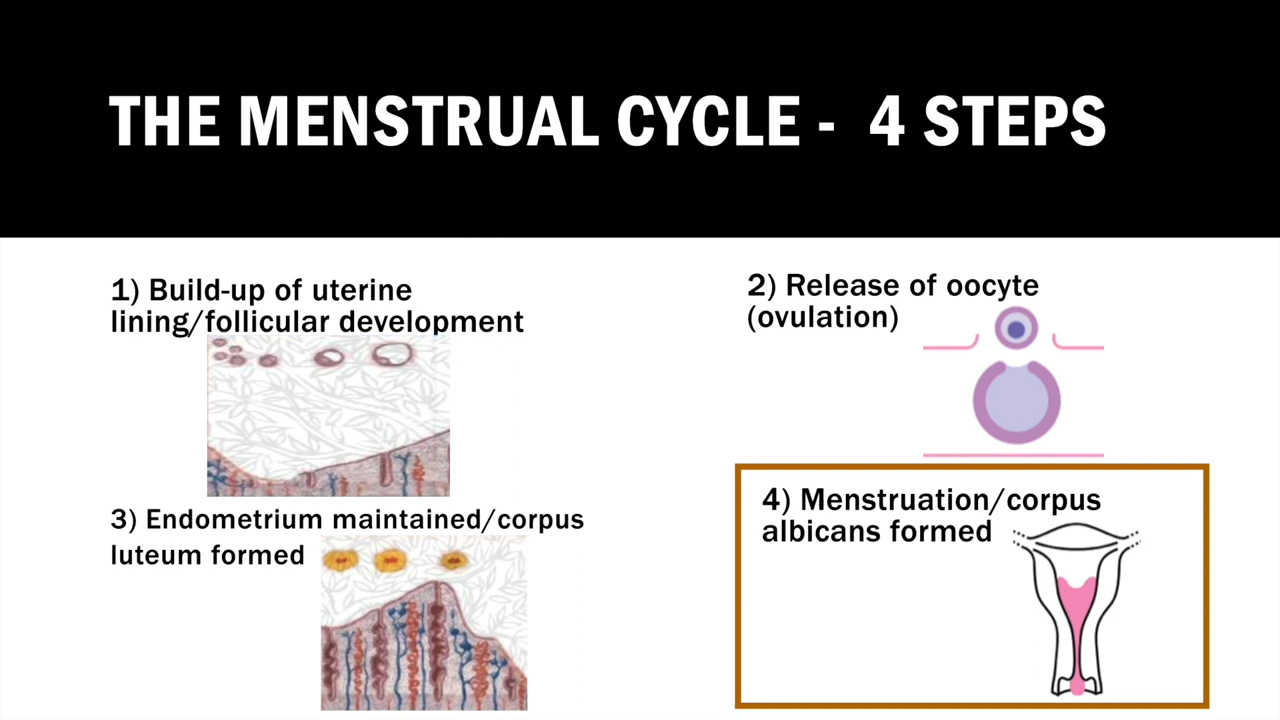 THE MENSTRUAL CYCLE - 4 STEPS
1) Build-up of uterine
lining/follicular development
2) Release of oocyte
(ovulation)
3) Endometrium maintained/corpus
luteum formed
4) Menstruation/corpus
albicans formed